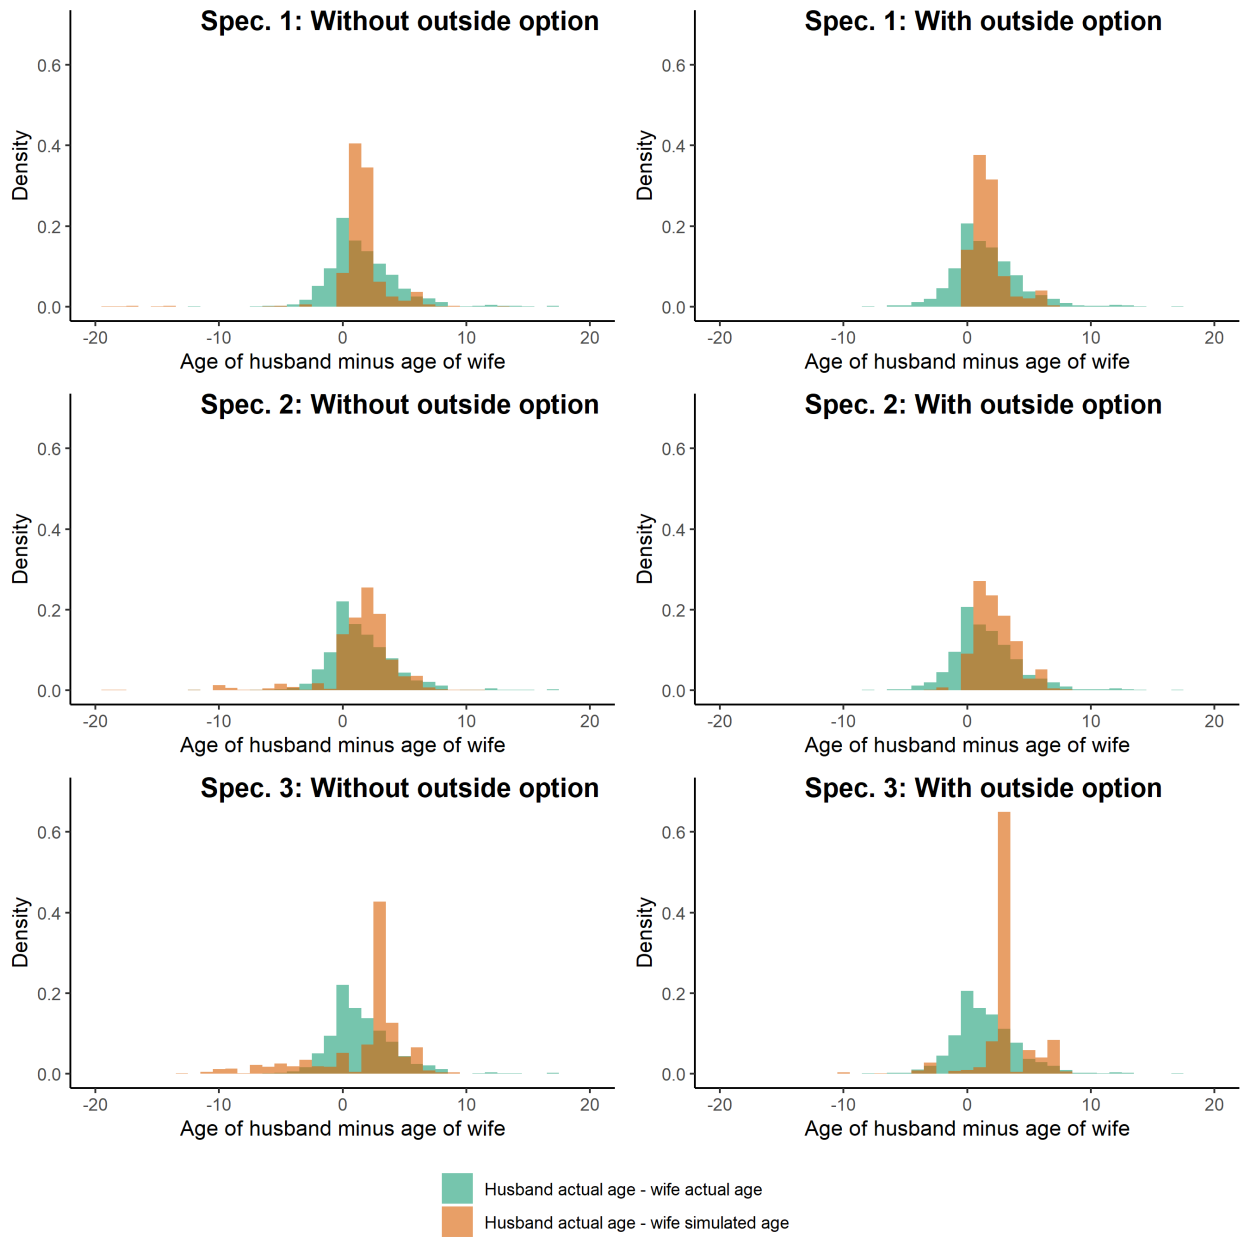 Spec. 1: Without outside option
Density
0.6
0.4
0.2
0.0
-20 -10 0 10 20
Age of husband minus age of wife
Spec. 1: With outside option
Density
0.6
0.4
0.2
0.0
-20 -10 0 10 20
Age of husband minus age of wife
Spec. 2: Without outside option
Density
0.6
0.4
0.2
0.0
-20 -10 0 10 20
Age of husband minus age of wife
Spec. 2: With outside option
Density
0.6
0.4
0.2
0.0
-20 -10 0 10 20
Age of husband minus age of wife
Spec. 3: Without outside option
Density
0.6
0.4
0.2
0.0
-20 -10 0 10 20
Age of husband minus age of wife
Spec. 3: With outside option
Density
0.6
0.4
0.2
0.0
-20 -10 0 10 20
Age of husband minus age of wife
Husband actual age - wife actual age
Husband actual age - wife simulated age